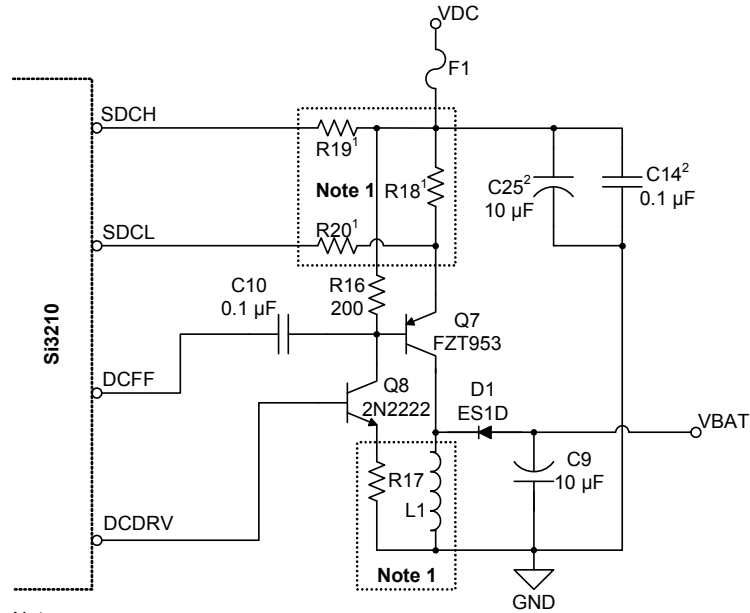 VDC
F1
SDCH
R19¹
Note 1
R18¹
C25²
10 µF
C14²
0.1 µF
SDCL
R20¹
C10
0.1 µF
R16
200
Q7
FZT953
Si3210
DCFF
Q8
2N2222
D1
ES1D
VBAT
R17
L1
C9
10 µF
DCDRV
Note 1
GND